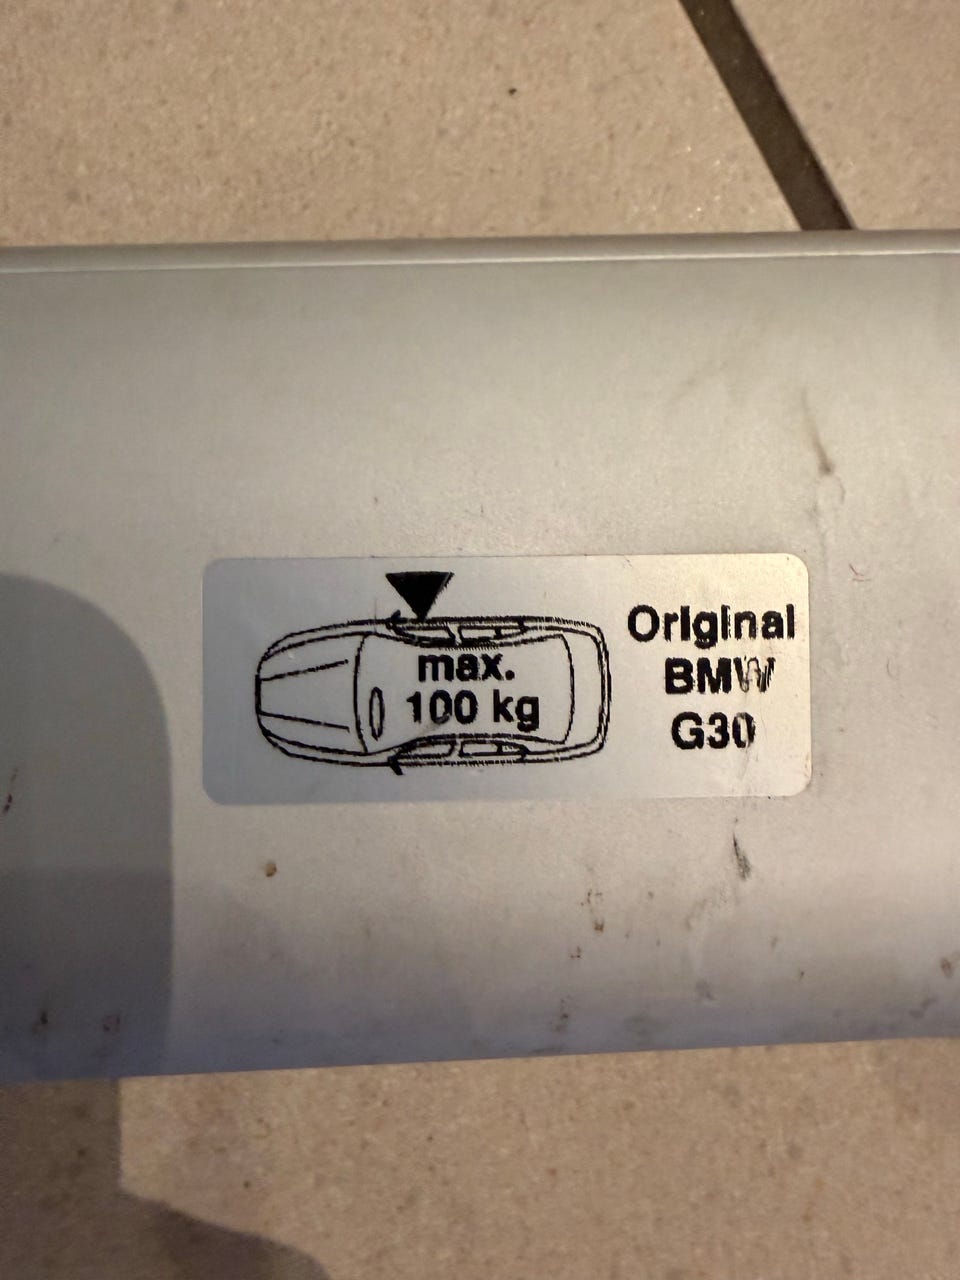 max.
100 kg
Original
BMW
G30